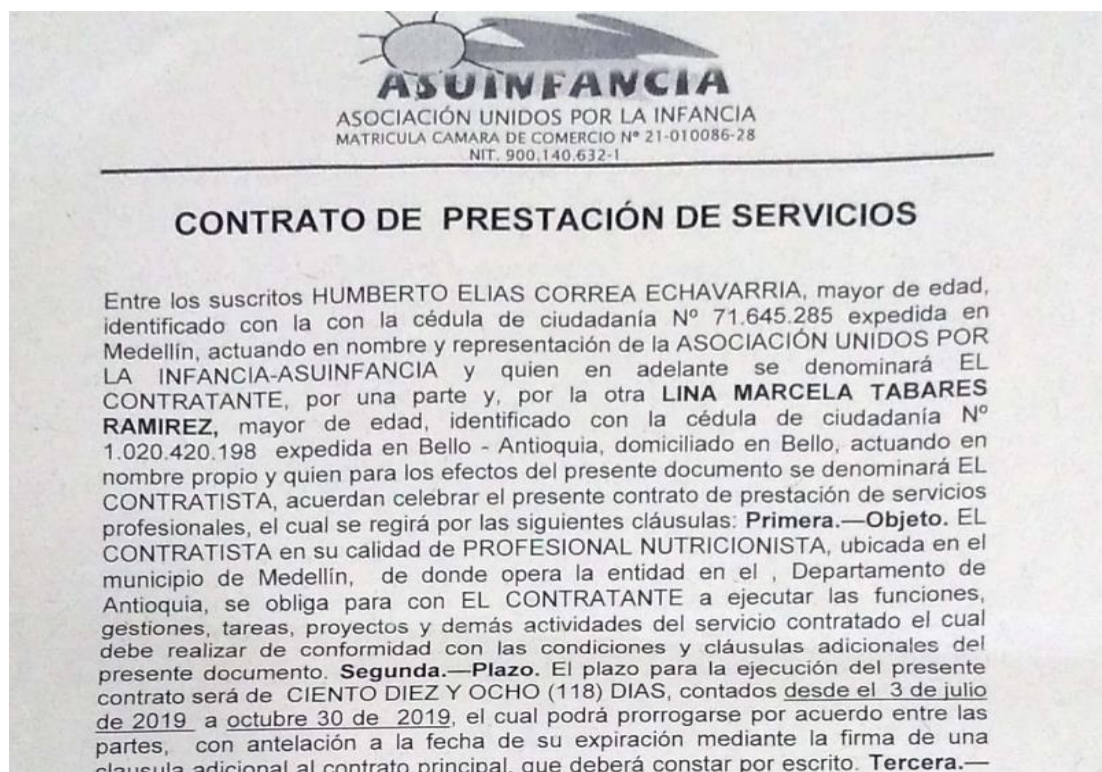 ASUINFANCIA
ASOCIACIÓN UNIDOS POR LA INFANCIA
MATRICULA CAMARA DE COMERCIO Nº 21-010086-28
NIT. 900.140.632-1
CONTRATO DE PRESTACIÓN DE SERVICIOS
Entre los suscritos HUMBERTO ELIAS CORREA ECHAVARRIA, mayor de edad,
identificado con la con la cédula de ciudadanía Nº 71.645.285 expedida en
Medellín, actuando en nombre y representación de la ASOCIACIÓN UNIDOS POR
LA INFANCIA-ASUINFANCIA y quien en adelante se denominará EL
CONTRATANTE, por una parte y, por la otra LINA MARCELA TABARES
RAMIREZ, mayor de edad, identificado con la cédula de ciudadanía Nº
1.020.420.198 expedida en Bello - Antioquia, domiciliado en Bello, actuando en
nombre propio y quien para los efectos del presente documento se denominará EL
CONTRATISTA, acuerdan celebrar el presente contrato de prestación de servicios
profesionales, el cual se regirá por las siguientes cláusulas: Primera.—Objeto. EL
CONTRATISTA en su calidad de PROFESIONAL NUTRICIONISTA, ubicada en el
municipio de Medellín, de donde opera la entidad en el , Departamento de
Antioquia, se obliga para con EL CONTRATANTE a ejecutar las funciones,
gestiones, tareas, proyectos y demás actividades del servicio contratado el cual
debe realizar de conformidad con las condiciones y cláusulas adicionales del
presente documento. Segunda.—Plazo. El plazo para la ejecución del presente
contrato será de CIENTO DIEZ Y OCHO (118) DIAS, contados desde el 3 de julio
de 2019 a octubre 30 de 2019, el cual podrá prorrogarse por acuerdo entre las
partes, con antelación a la fecha de su expiración mediante la firma de una
clausula adicional al contrato principal, que deberá constar por escrito. Tercera.—